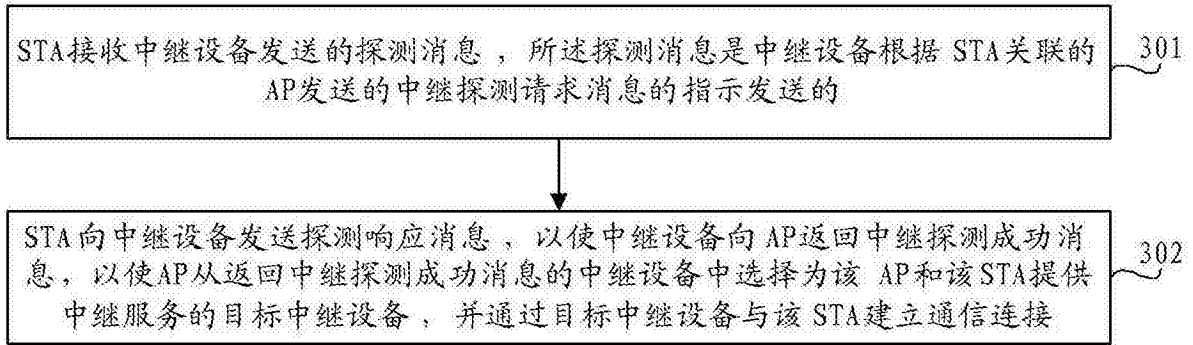 STA接收中继设备发送的探测消息，所述探测消息是中继设备根据 STA关联的
AP发送的中继探测请求消息的指示发送的
301
STA向中继设备发送探测响应消息，以使中继设备向 AP返回中继探测成功消
息，以使AP从返回中继探测成功消息的中继设备中选择为该 AP和该STA提供
中继服务的目标中继设备，并通过目标中继设备与该 STA建立通信连接
302